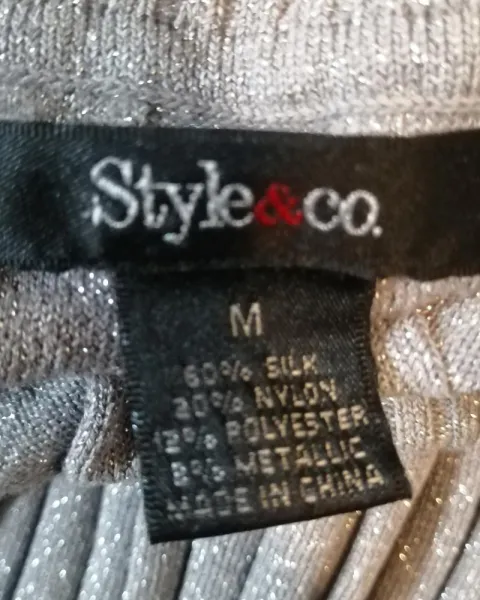 Style&co.
M
60% SILK
20% NYLON
12% POLYESTER
8% METALLIC
MADE IN CHINA